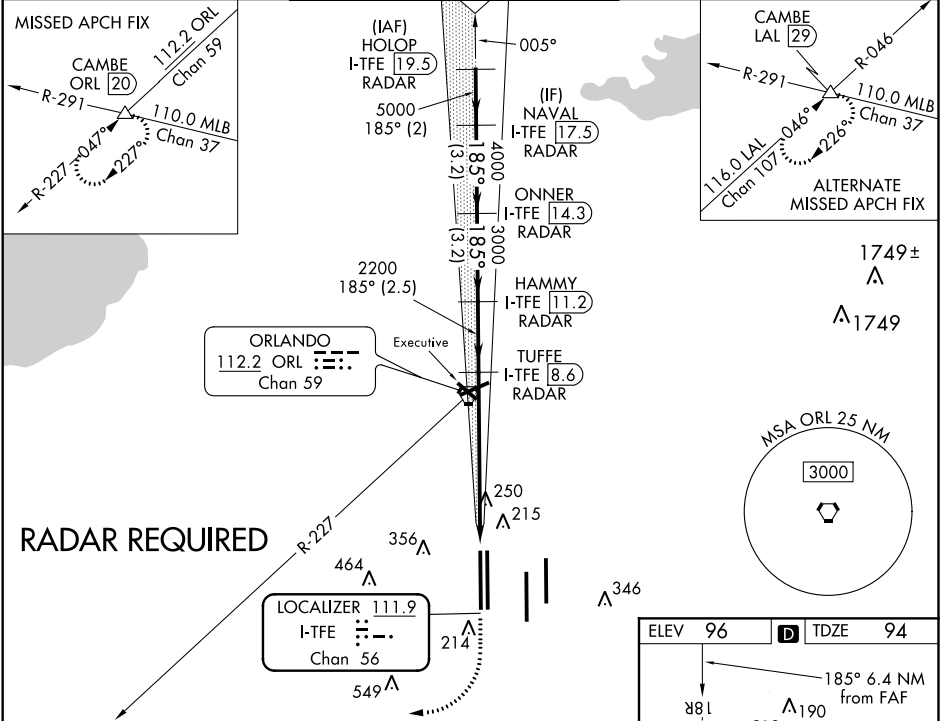 MISSED APCH FIX
112.2 ORL
Chan 59
CAMBE
ORL 20
R-291
110.0 MLB
Chan 37
047°
227°
R-227
(IAF)
HOLOP
I-TFE 19.5
RADAR
005°
5000
185° (2)
(IF)
NAVAL
I-TFE 17.5
RADAR
4000
185°
(3.2)
ONNER
I-TFE 14.3
RADAR
3000
185°
(3.2)
2200
185° (2.5)
HAMMY
I-TFE 11.2
RADAR
TUFFE
I-TFE 8.6
RADAR
CAMBE
LAL 29
R-046
R-291
110.0 MLB
Chan 37
046°
226°
116.0 LAL
Chan 107
ALTERNATE
MISSED APCH FIX
1749±
1749
ORLANDO
112.2 ORL
Chan 59
Executive
MSA ORL 25 NM
3000
R-227
250
215
RADAR REQUIRED
356
464
346
LOCALIZER 111.9
I-TFE
Chan 56
214
549
ELEV 96 D TDZE 94
185° 6.4 NM
from FAF
18R
190